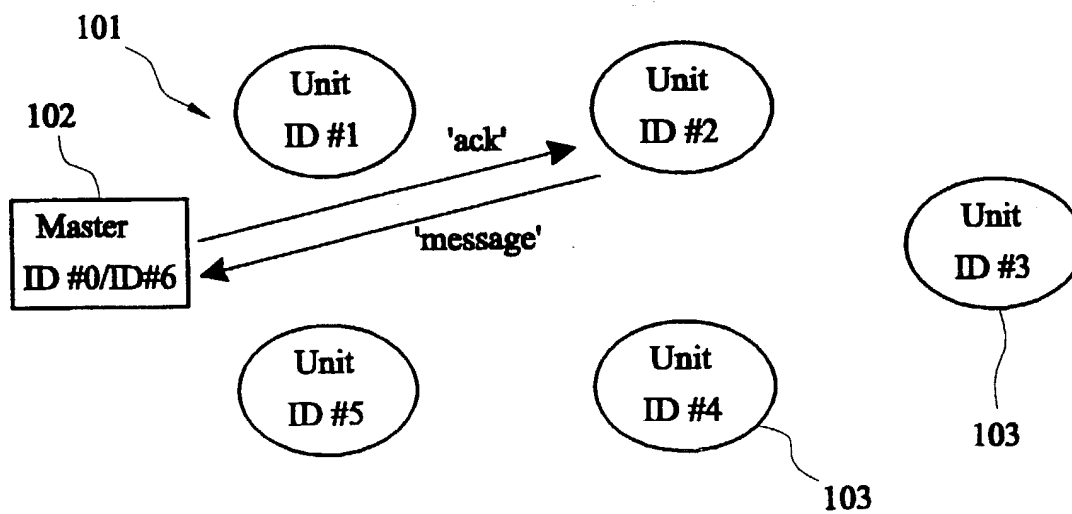 101
Unit
ID #1
Unit
ID #2
102
'ack'
Master
ID #0/ID#6
'message'
Unit
ID #3
Unit
ID #5
Unit
ID #4
103
103